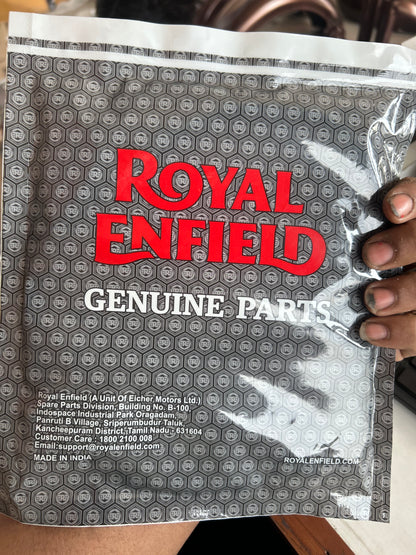 ROYAL
ENFIELD
GENUINE PARTS
Royal Enfield (A Unit Of Eicher Motors Ltd.)
Spare Parts Division, Building No. B-100,
Indospace Industrial Park Oragadam,
Panruti B Village, Sriperumbudur Taluk,
Kancheepuram District, Tamil Nadu - 631604
Customer Care : 1800 2100 008
Email:support@royalenfield.com
MADE IN INDIA
ROYALENFIELD.COM